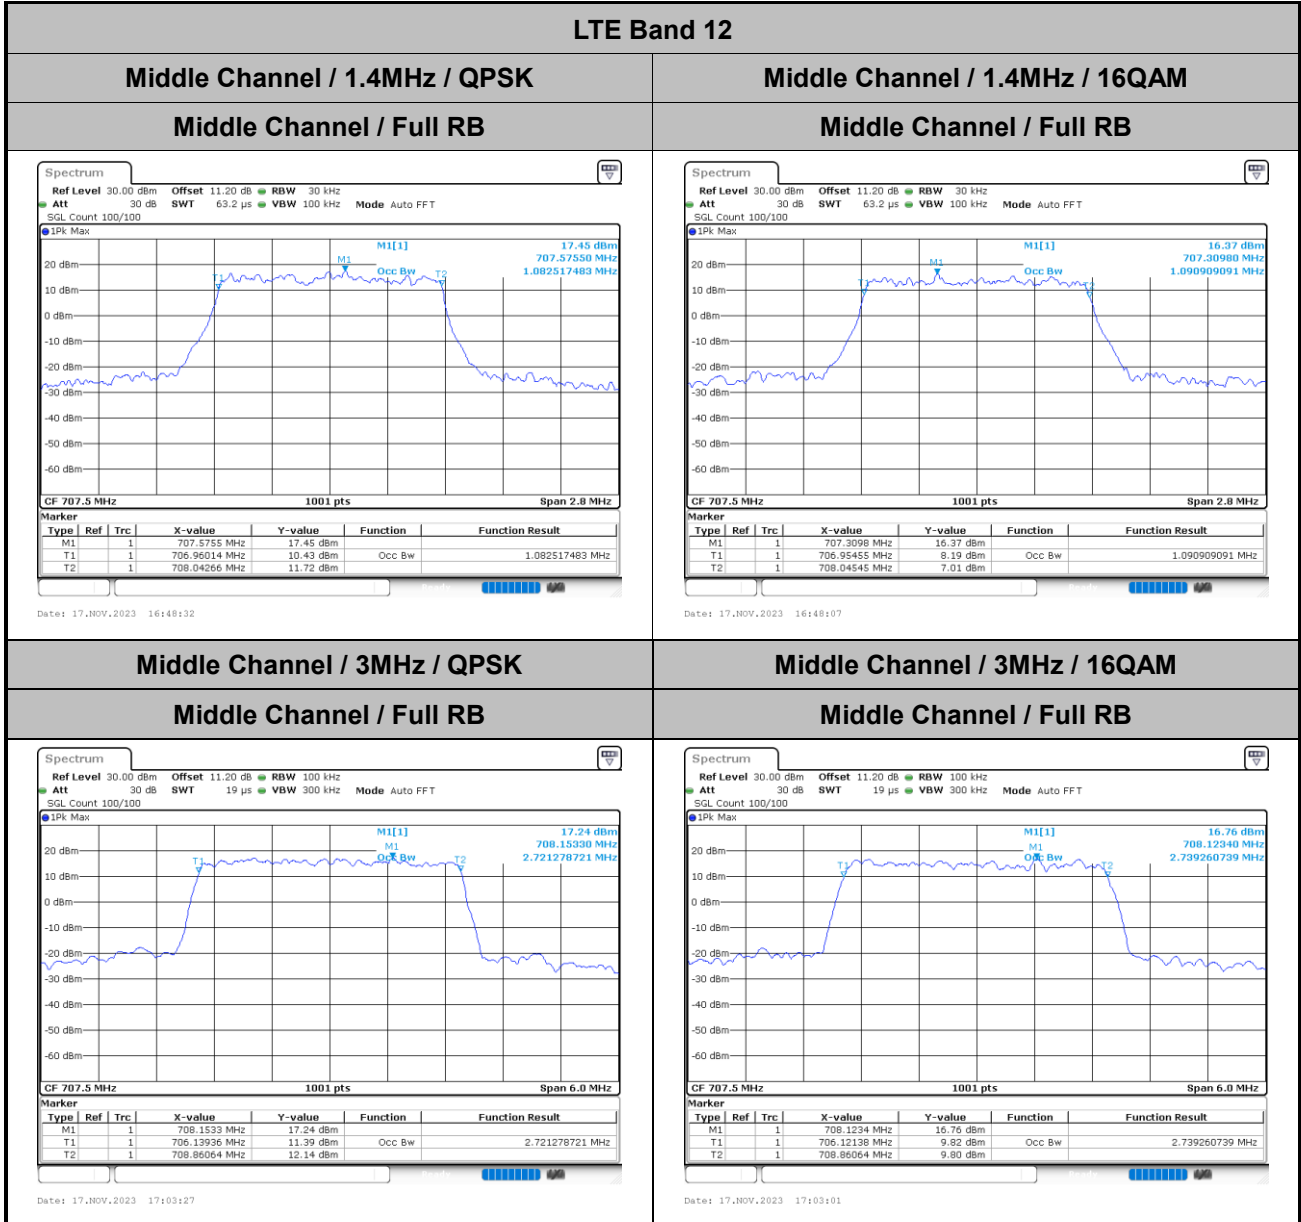 LTE Band 12
Middle Channel / 1.4MHz / QPSK
Middle Channel / 1.4MHz / 16QAM
Middle Channel / Full RB
Middle Channel / Full RB
Spectrum
Ref Level 30.00 dBm Offset 11.20 dB RBW 30 kHz
Att 30 dB SWT 63.2 µs VBW 100 kHz Mode Auto FFT
SGL Count 100/100
1Pk Max
M1[1] 17.45 dBm
707.57550 MHz
Occ Bw 1.082517483 MHz
M1
T1
T2
20 dBm
10 dBm
0 dBm
-10 dBm
-20 dBm
-30 dBm
-40 dBm
-50 dBm
-60 dBm
CF 707.5 MHz 1001 pts Span 2.8 MHz
Marker
Type Ref Trc X-value Y-value Function Function Result
M1 1 707.5755 MHz 17.45 dBm
T1 1 706.96014 MHz 10.43 dBm Occ Bw 1.082517483 MHz
T2 1 708.04266 MHz 11.72 dBm
Date: 17.NOV.2023 16:48:32
Spectrum
Ref Level 30.00 dBm Offset 11.20 dB RBW 30 kHz
Att 30 dB SWT 63.2 µs VBW 100 kHz Mode Auto FFT
SGL Count 100/100
1Pk Max
M1[1] 16.37 dBm
707.30980 MHz
Occ Bw 1.090909091 MHz
M1
T1
20 dBm
10 dBm
0 dBm
-10 dBm
-20 dBm
-30 dBm
-40 dBm
-50 dBm
-60 dBm
CF 707.5 MHz 1001 pts Span 2.8 MHz
Marker
Type Ref Trc X-value Y-value Function Function Result
M1 1 707.3098 MHz 16.37 dBm
T1 1 706.95455 MHz 8.19 dBm Occ Bw 1.090909091 MHz
T2 1 708.04545 MHz 7.01 dBm
Date: 17.NOV.2023 16:48:07
Middle Channel / 3MHz / QPSK
Middle Channel / 3MHz / 16QAM
Middle Channel / Full RB
Middle Channel / Full RB
Spectrum
Ref Level 30.00 dBm Offset 11.20 dB RBW 100 kHz
Att 30 dB SWT 19 µs VBW 300 kHz Mode Auto FFT
SGL Count 100/100
1Pk Max
M1[1] 17.24 dBm
708.15330 MHz
Occ Bw 2.721278721 MHz
M1
T1
T2
20 dBm
10 dBm
0 dBm
-10 dBm
-20 dBm
-30 dBm
-40 dBm
-50 dBm
-60 dBm
CF 707.5 MHz 1001 pts Span 6.0 MHz
Marker
Type Ref Trc X-value Y-value Function Function Result
M1 1 708.1533 MHz 17.24 dBm
T1 1 706.13936 MHz 11.39 dBm Occ Bw 2.721278721 MHz
T2 1 708.86064 MHz 12.14 dBm
Date: 17.NOV.2023 17:03:27
Spectrum
Ref Level 30.00 dBm Offset 11.20 dB RBW 100 kHz
Att 30 dB SWT 19 µs VBW 300 kHz Mode Auto FFT
SGL Count 100/100
1Pk Max
M1[1] 16.76 dBm
708.12340 MHz
Occ Bw 2.739260739 MHz
M1
T1
T2
20 dBm
10 dBm
0 dBm
-10 dBm
-20 dBm
-30 dBm
-40 dBm
-50 dBm
-60 dBm
CF 707.5 MHz 1001 pts Span 6.0 MHz
Marker
Type Ref Trc X-value Y-value Function Function Result
M1 1 708.1234 MHz 16.76 dBm
T1 1 706.12138 MHz 9.82 dBm Occ Bw 2.739260739 MHz
T2 1 708.86064 MHz 9.80 dBm
Date: 17.NOV.2023 17:03:01